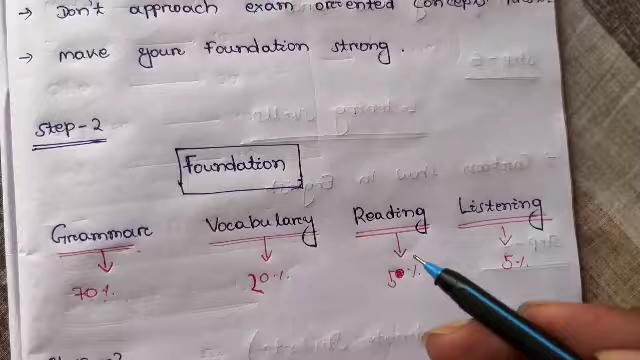 → Don't approach exam oriented concepts
→ make your foundation strong.
Step-2
Foundation
Grammar Vocabulary Reading Listening
70% 20% 5% 5%